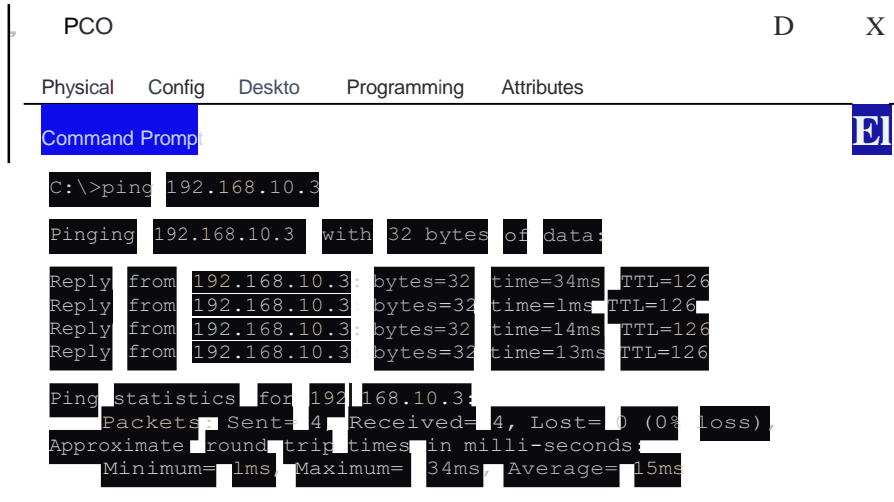 PCO D X
Physical Config Deskto Programming Attributes
Command Prompt El
C:\>ping 192.168.10.3
Pinging 192.168.10.3 with 32 bytes of data:
Reply from 192.168.10.3: bytes=32 time=34ms TTL=126
Reply from 192.168.10.3: bytes=32 time=lms TTL=126
Reply from 192.168.10.3: bytes=32 time=14ms TTL=126
Reply from 192.168.10.3: bytes=32 time=13ms TTL=126
Ping statistics for 192 168.10.3:
Packets: Sent= 4, Received= 4, Lost= 0 (0% loss),
Approximate round trip times in milli-seconds:
Minimum= lms, Maximum= 34ms, Average= 15ms